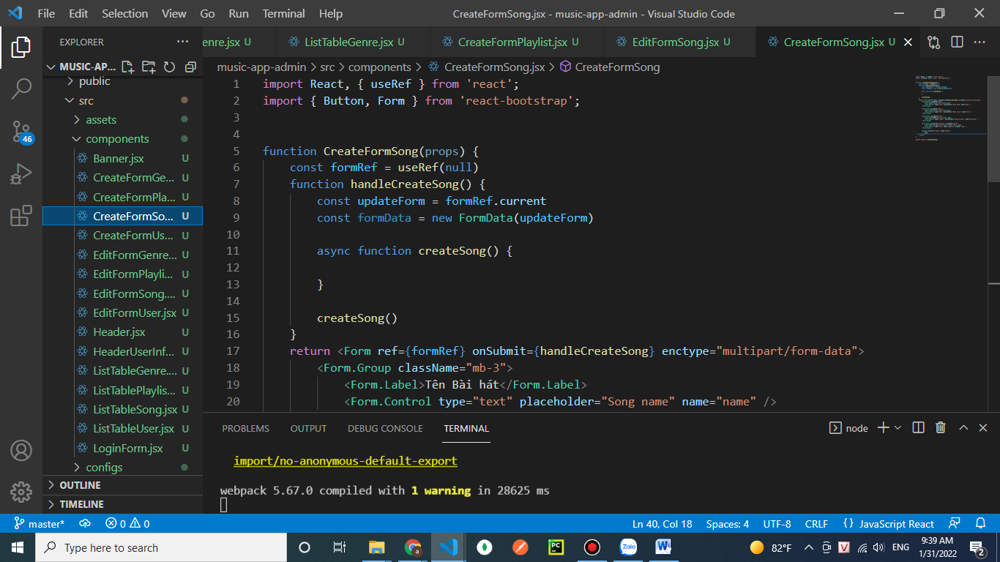 File Edit Selection View Go Run Terminal Help CreateFormSong.jsx - music-app-admin - Visual Studio Code
EXPLORER
enre.jsx U ListTableGenre.jsx U CreateFormPlaylist.jsx U EditFormSong.jsx U CreateFormSong.jsx U
MUSIC-AP...
music-app-admin > src > components > CreateFormSong.jsx > CreateFormSong
public
src
assets
components
Banner.jsx U
CreateFormGe... U
CreateFormPla... U
CreateFormSo... U
CreateFormUs... U
EditFormGenre... U
EditFormPlayli... U
EditFormSong.... U
EditFormUser.jsx U
Header.jsx U
HeaderUserInf... U
ListTableGenre.... U
ListTablePlaylis... U
ListTableSong.jsx U
ListTableUser.jsx U
LoginForm.jsx U
configs
OUTLINE
TIMELINE
46
1 import React, { useRef } from 'react';
2 import { Button, Form } from 'react-bootstrap';
3
4
5 function CreateFormSong(props) {
6 const formRef = useRef(null)
7 function handleCreateSong() {
8 const updateForm = formRef.current
9 const formData = new FormData(updateForm)
10
11 async function createSong() {
12
13 }
14
15 createSong()
16 }
17 return <Form ref={formRef} onSubmit={handleCreateSong} enctype="multipart/form-data">
18 <Form.Group className="mb-3">
19 <Form.Label>Tên Bài hát</Form.Label>
20 <Form.Control type="text" placeholder="Song name" name="name" />
PROBLEMS OUTPUT DEBUG CONSOLE TERMINAL
node
import/no-anonymous-default-export
webpack 5.67.0 compiled with 1 warning in 28625 ms
master* 0 0 Ln 40, Col 18 Spaces: 4 UTF-8 CRLF {} JavaScript React
Type here to search
PC
Zalo
W
82°F
V
ENG
9:39 AM
1/31/2022
2